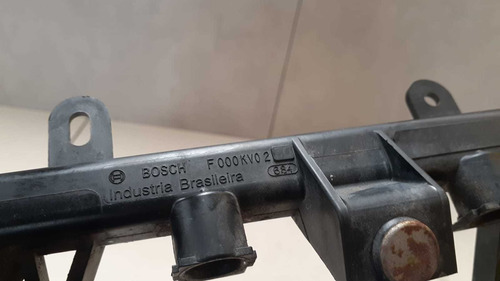 BOSCH F000KV02
Industria Brasileira